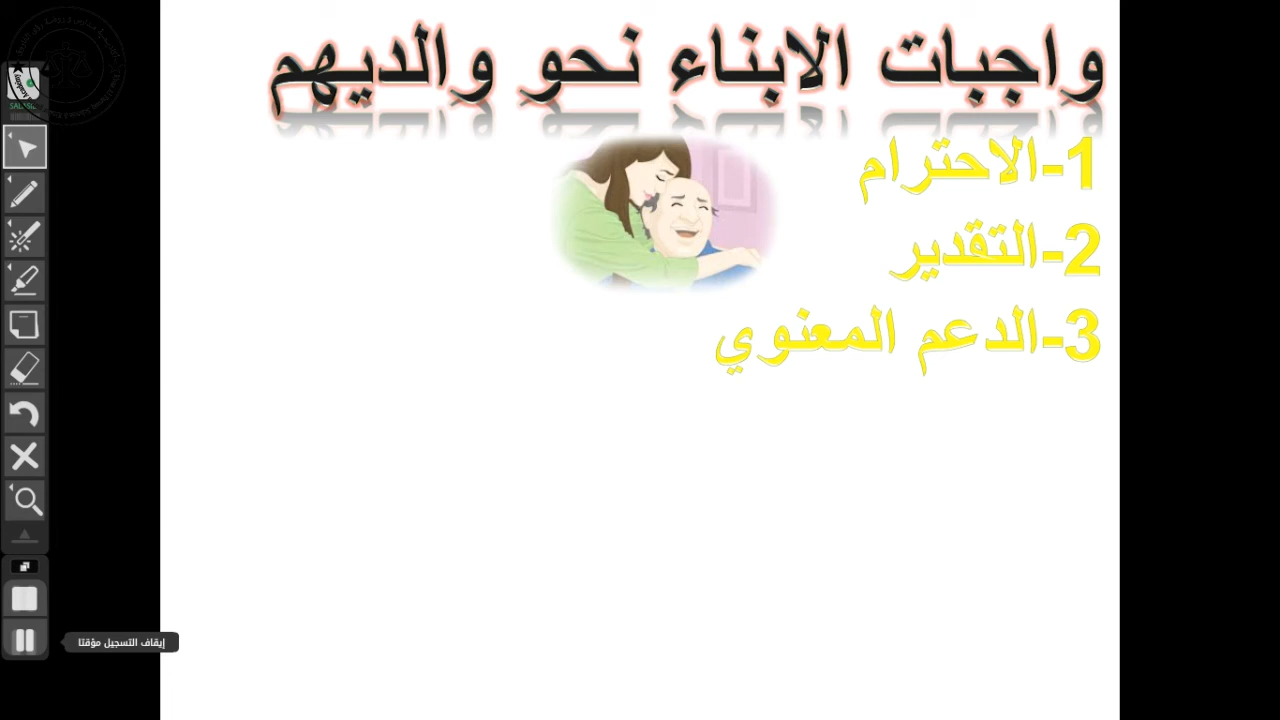 واجبات الابناء نحو والديهم
1-الاحترام
2-التقدير
3-الدعم المعنوي
إيقاف التسجيل مؤقتا